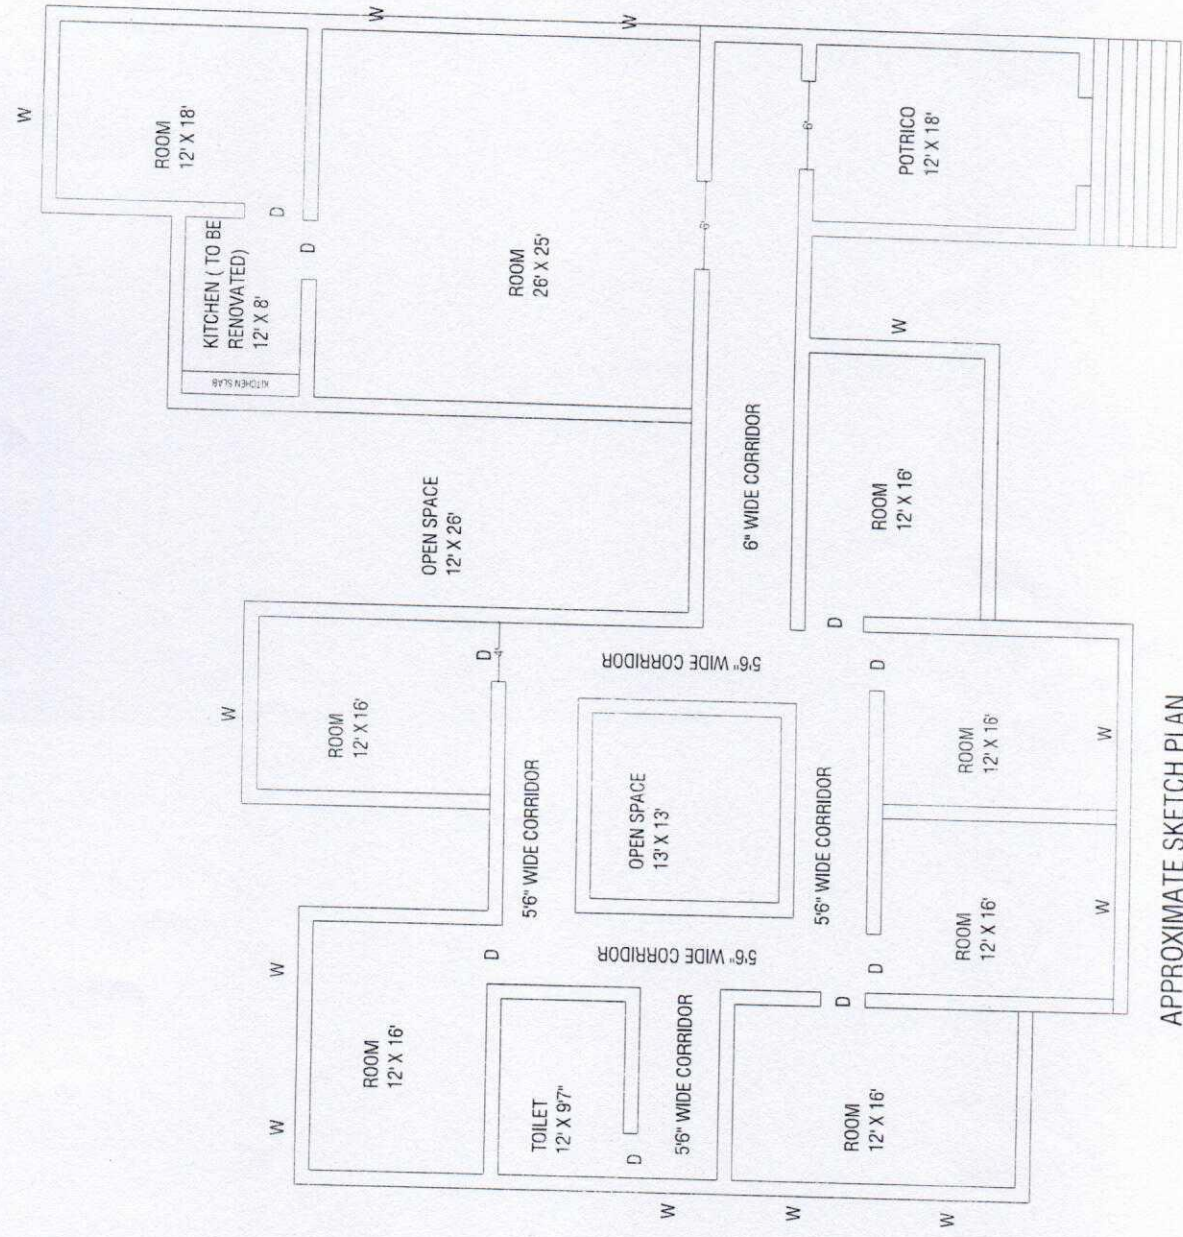 W
W
W
ROOM
12' X 18'
D
KITCHEN ( TO BE
RENOVATED)
12' X 8'
D
KITCHEN SLAB
ROOM
26' X 25'
6'
6'
POTRICO
12' X 18'
OPEN SPACE
12' X 26'
6" WIDE CORRIDOR
W
ROOM
12' X 16'
D
W
ROOM
12' X 16'
D
4'
5'6" WIDE CORRIDOR
D
ROOM
12' X 16'
W
5'6" WIDE CORRIDOR
OPEN SPACE
13' X 13'
5'6" WIDE CORRIDOR
W
ROOM
12' X 16'
W
D
5'6" WIDE CORRIDOR
D
D
W
ROOM
12' X 16'
TOILET
12' X 9'7"
D
5'6" WIDE CORRIDOR
ROOM
12' X 16'
W
W
W
APPROXIMATE SKETCH PLAN